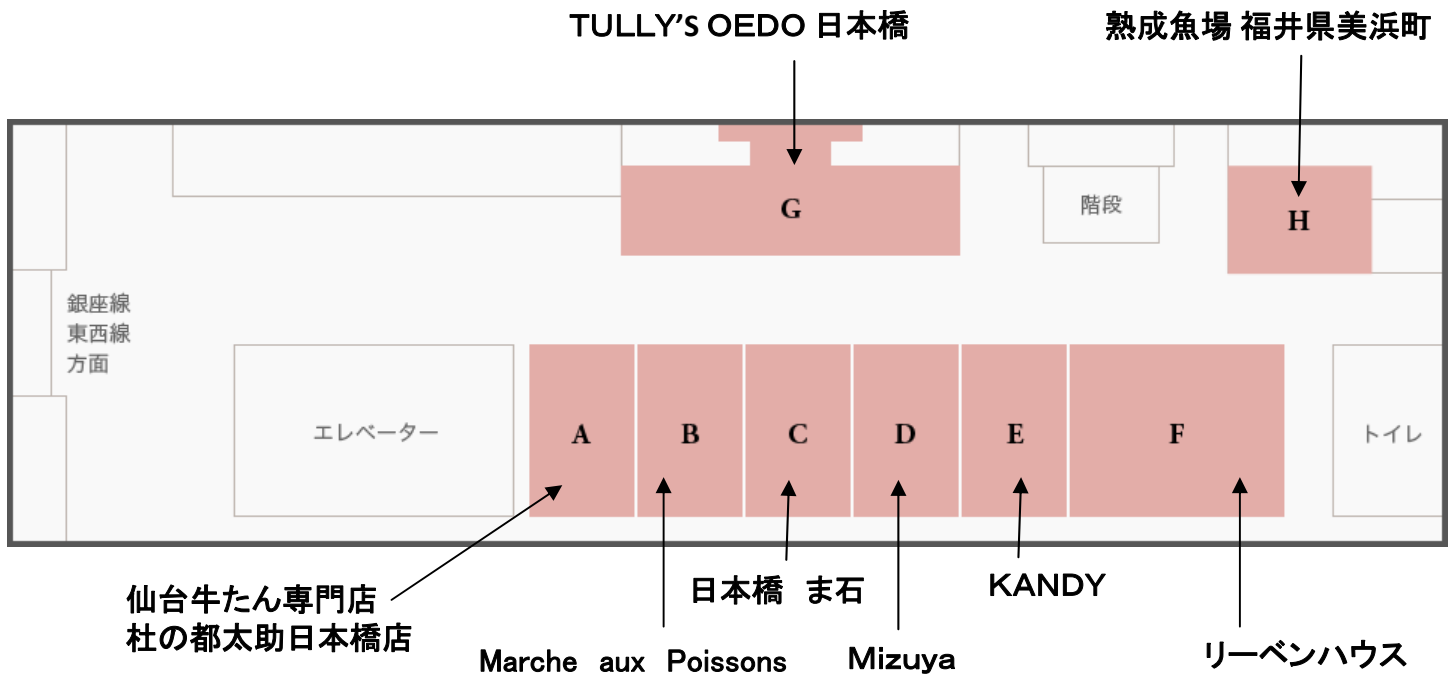 TULLY'S OEDO 日本橋
熟成魚場 福井県美浜町
G
階段
H
銀座線
東西線
方面
エレベーター
A
B
C
D
E
F
トイレ
仙台牛たん専門店
杜の都太助日本橋店
Marche aux Poissons
日本橋 ま石
Mizuya
KANDY
リーベンハウス